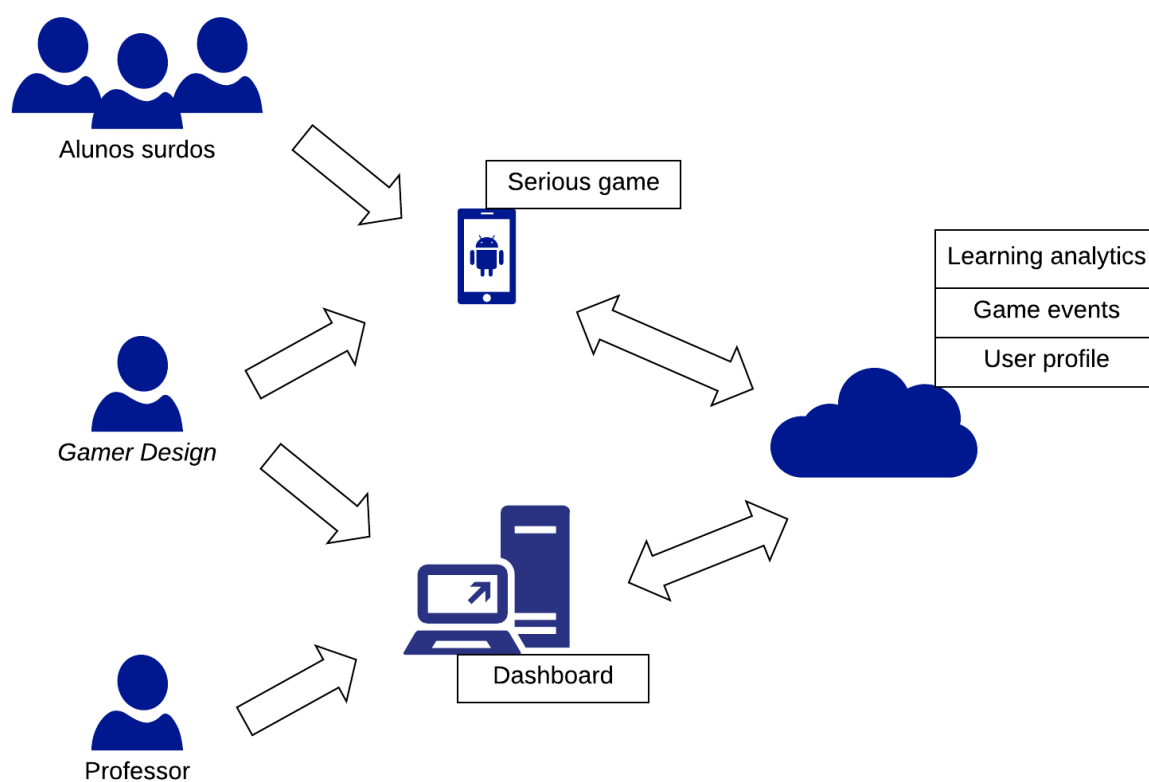 Alunos surdos
Serious game
Learning analytics
Game events
User profile
Gamer Design
Dashboard
Professor